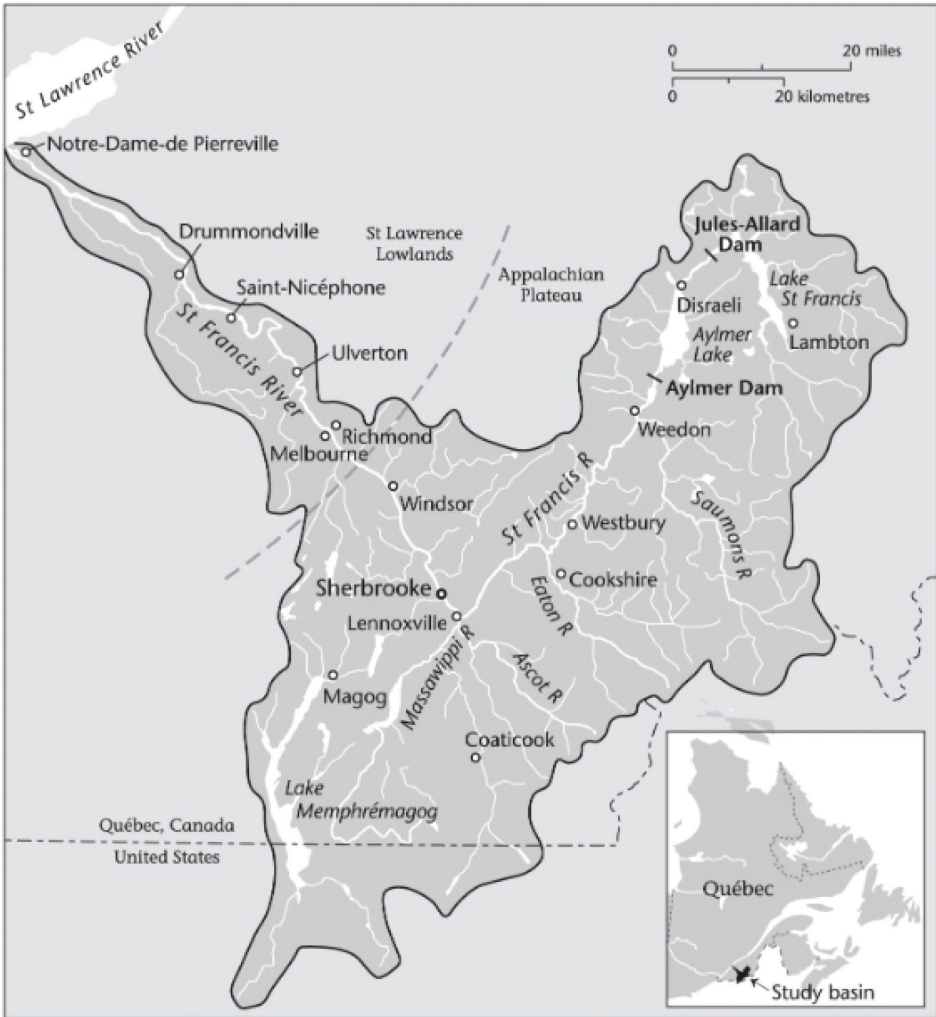 St Lawrence River
0 20 miles
0 20 kilometres
Notre-Dame-de Pierreville
Drummondville
St Lawrence
Lowlands
Jules-Allard
Dam
Appalachian
Plateau
Lake
St Francis
Saint-Nicéphone
Disraeli
St Francis River
Aylmer
Lake
Lambton
Ulverton
Aylmer Dam
Richmond
Weedon
Melbourne
Windsor
St Francis R
Saumons R
Westbury
Sherbrooke
Cookshire
Eaton R
Lennoxville
Massawippi R
Ascot R
Magog
Coaticook
Lake
Memphrémagog
Québec, Canada
United States
Québec
Study basin